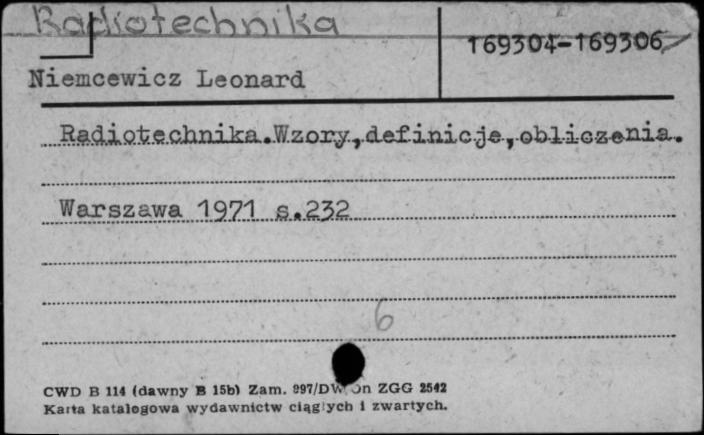 Radiotechnika
169304-169306
Niemcewicz Leonard
Radiotechnika.Wzory,definicje,obliczenia.
Warszawa 1971 s.232
6
CWD B 114 (dawny B 15b) Zam. 997/DW ZGG 2542
Karta katalogowa wydawnictw ciągłych i zwartych.